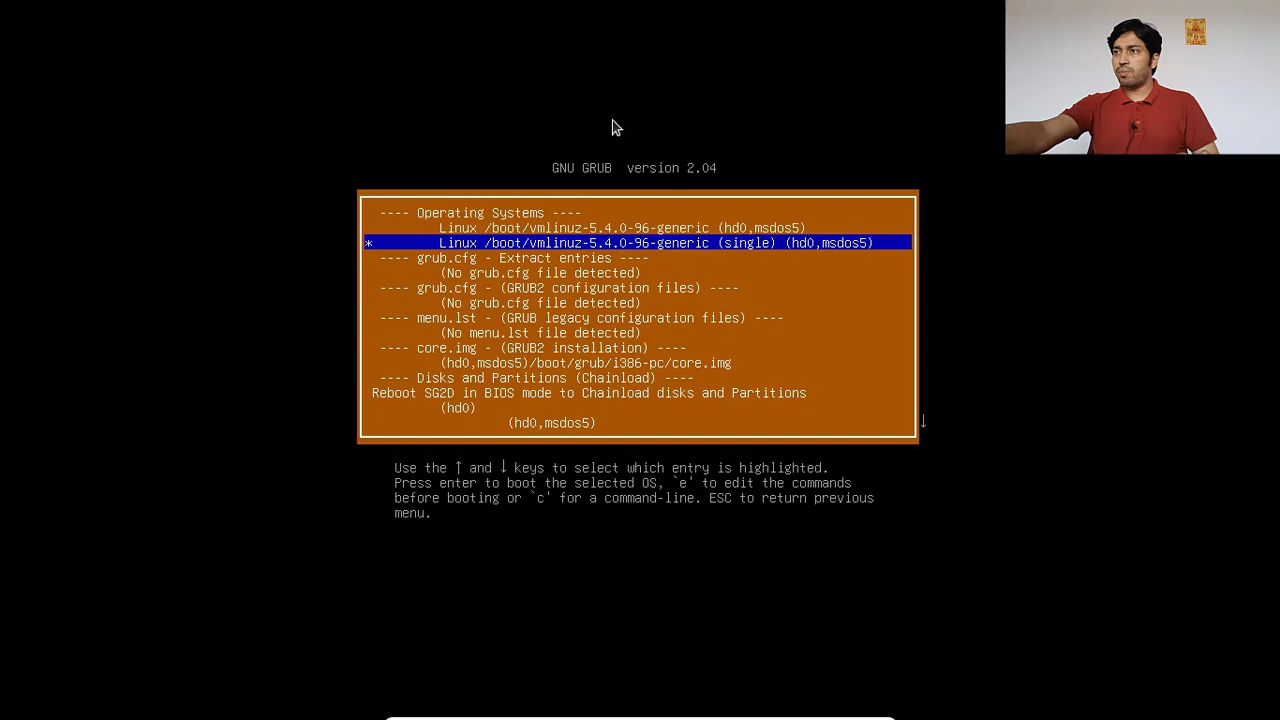 GNU GRUB version 2.04
---- Operating Systems ----
Linux /boot/vmlinuz-5.4.0-96-generic (hd0,msdos5)
* Linux /boot/vmlinuz-5.4.0-96-generic (single) (hd0,msdos5)
---- grub.cfg - Extract entries ----
(No grub.cfg file detected)
---- grub.cfg - (GRUB2 configuration files) ----
(No grub.cfg file detected)
---- menu.lst - (GRUB legacy configuration files) ----
(No menu.lst file detected)
---- core.img - (GRUB2 installation) ----
(hd0,msdos5)/boot/grub/i386-pc/core.img
---- Disks and Partitions (Chainload) ----
Reboot SG2D in BIOS mode to Chainload disks and Partitions
(hd0)
(hd0,msdos5)
↓
Use the ↑ and ↓ keys to select which entry is highlighted.
Press enter to boot the selected OS, `e' to edit the commands
before booting or `c' for a command-line. ESC to return previous
menu.